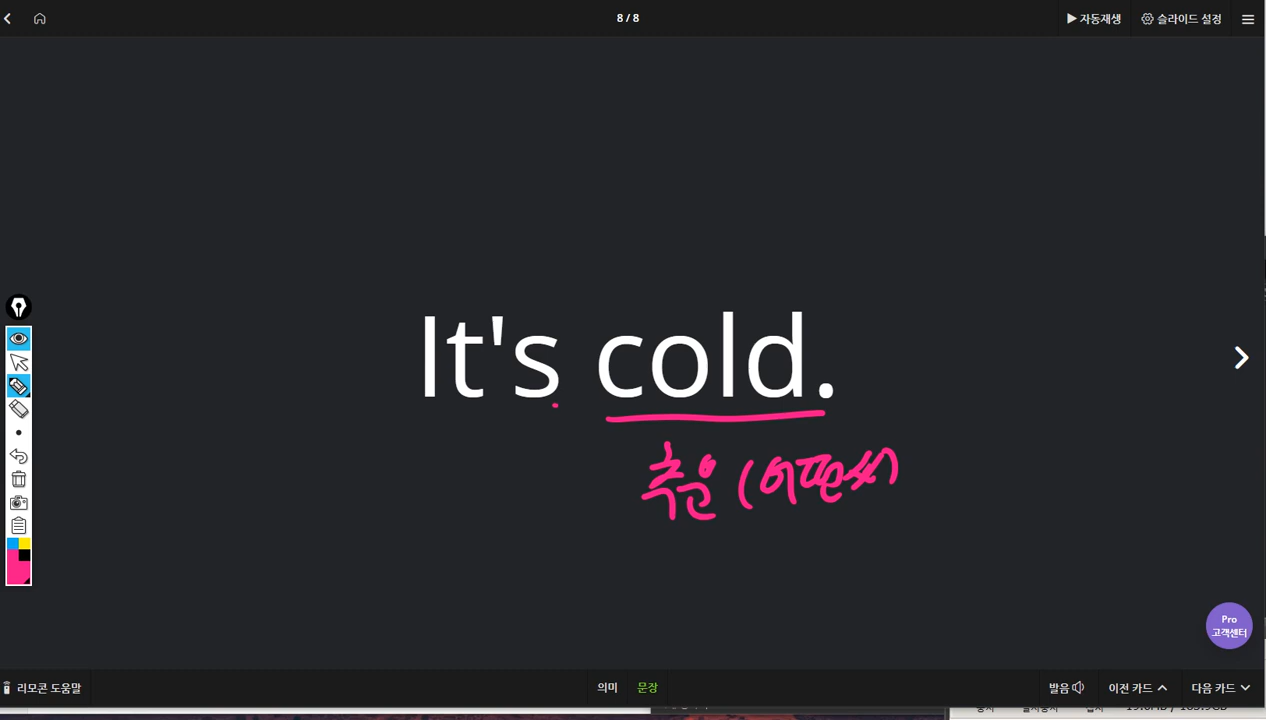 8 / 8
자동재생
슬라이드 설정
It's cold.
추운 (어떤씨)
Pro
고객센터
리모콘 도움말
의미
문장
발음
이전 카드
다음 카드